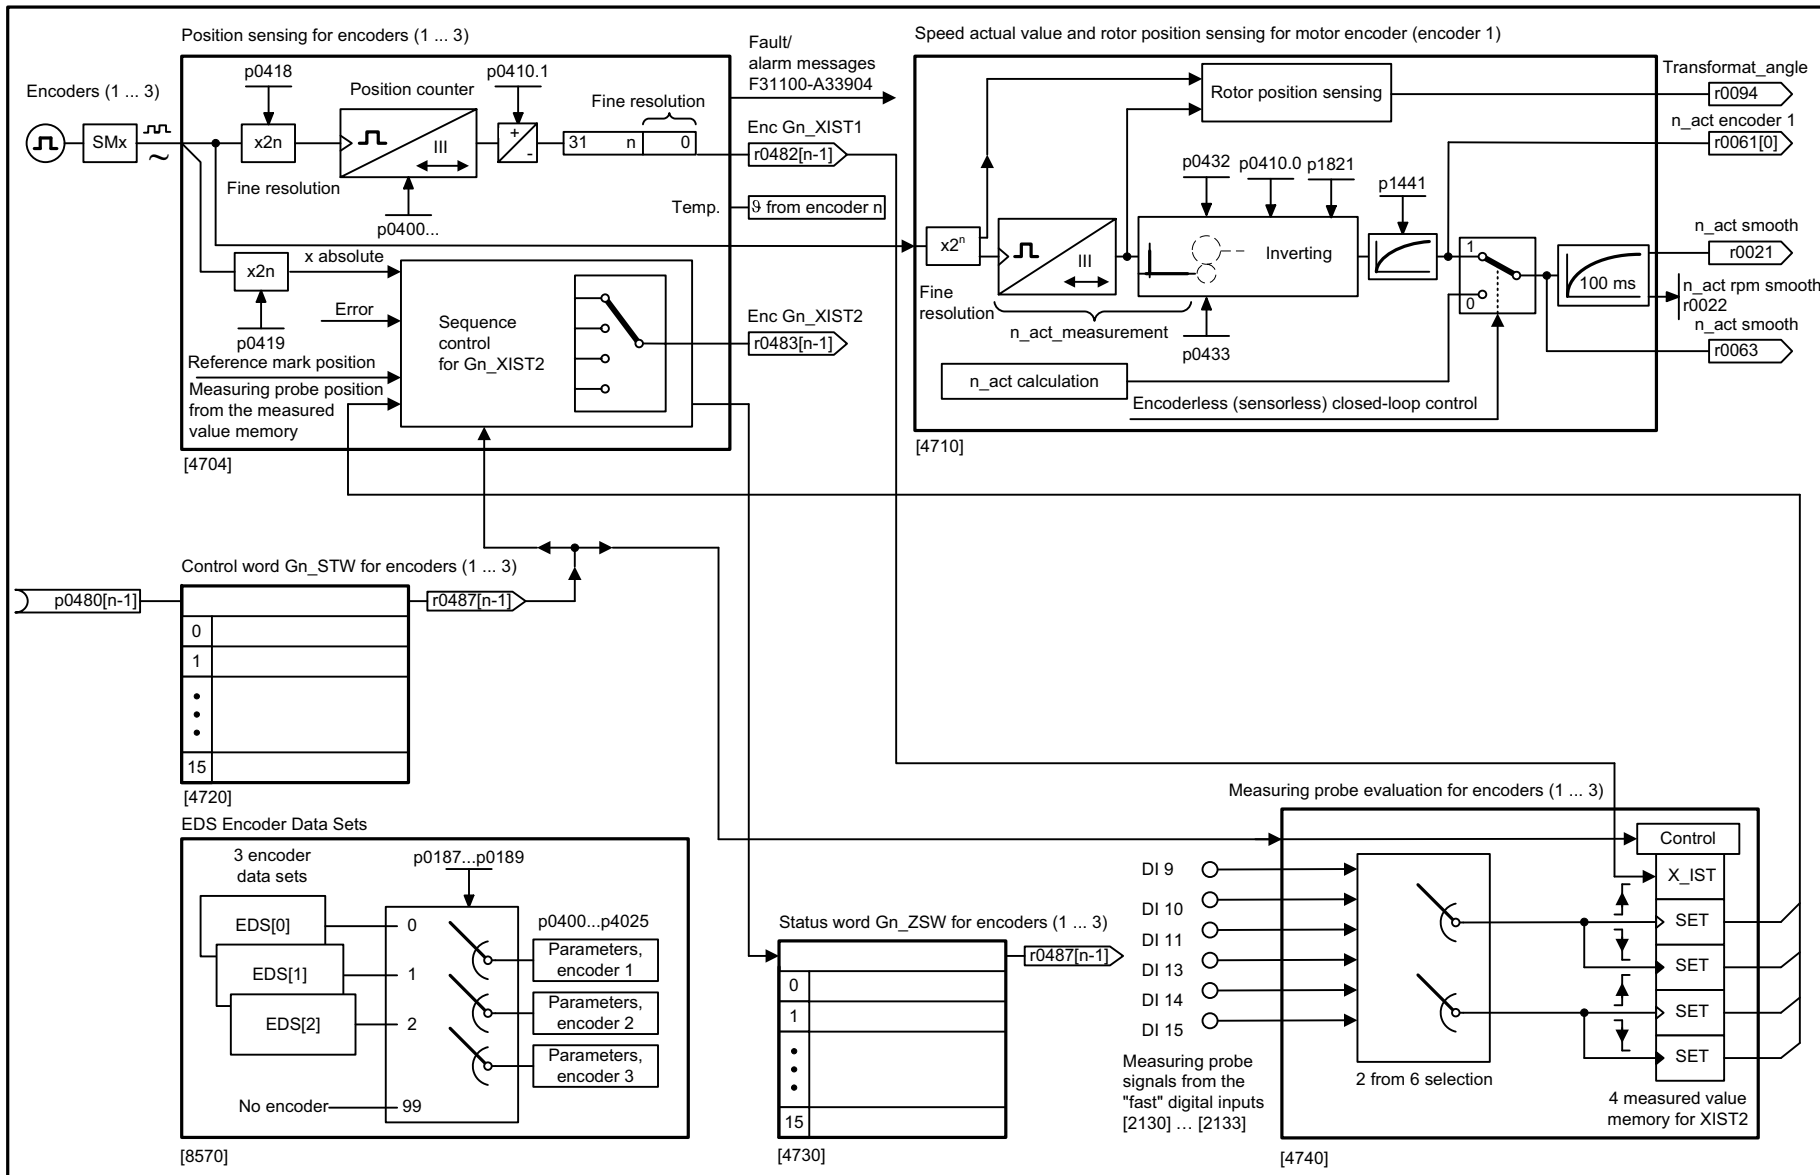 Position sensing for encoders (1 ... 3)
Encoders (1 ... 3)
SMx
~
p0418
x2n
Fine resolution
Position counter
III
p0400...
p0410.1
+
-
Fine resolution
31 n 0
Fault/
alarm messages
F31100-A33904
Enc Gn_XIST1
r0482[n-1]
Temp.
ϑ from encoder n
x2n
x absolute
p0419
Error
Reference mark position
Measuring probe position
from the measured
value memory
Sequence
control
for Gn_XIST2
Enc Gn_XIST2
r0483[n-1]
[4704]
Speed actual value and rotor position sensing for motor encoder (encoder 1)
Rotor position sensing
Transformat_angle
r0094
n_act encoder 1
r0061[0]
p0432
p0410.0
p1821
p1441
x2ⁿ
Fine
resolution
III
Inverting
n_act_measurement
p0433
1
0
100 ms
n_act smooth
r0021
n_act rpm smooth
r0022
n_act smooth
r0063
n_act calculation
Encoderless (sensorless) closed-loop control
[4710]
Control word Gn_STW for encoders (1 ... 3)
p0480[n-1]
r0487[n-1]
0
1
15
[4720]
EDS Encoder Data Sets
3 encoder
data sets
p0187...p0189
EDS[0]
EDS[1]
EDS[2]
0
1
2
No encoder
99
p0400...p4025
Parameters,
encoder 1
Parameters,
encoder 2
Parameters,
encoder 3
[8570]
Status word Gn_ZSW for encoders (1 ... 3)
r0487[n-1]
0
1
15
[4730]
Measuring probe evaluation for encoders (1 ... 3)
DI 9
DI 10
DI 11
DI 13
DI 14
DI 15
Measuring probe
signals from the
"fast" digital inputs
[2130] … [2133]
2 from 6 selection
Control
X_IST
SET
SET
SET
SET
4 measured value
memory for XIST2
[4740]